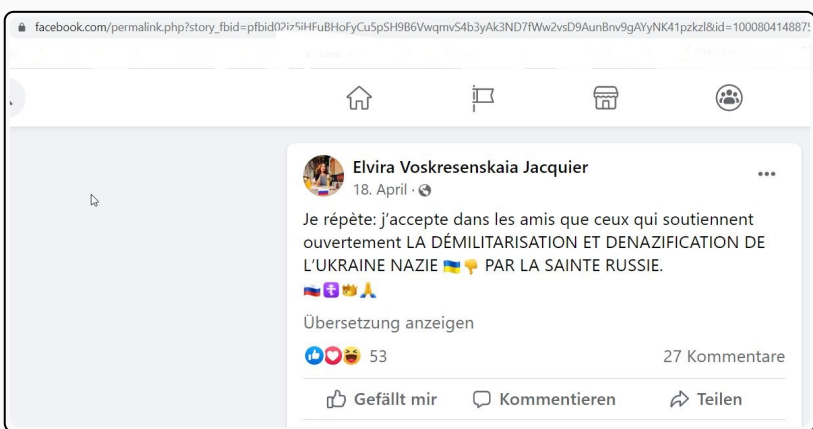 facebook.com/permalink.php?story_fbid=pfbid02jz5jHFuBHoFyCu5pSH9B6VwqmvS4b3yAk3ND7fWw2vsD9AunBnv9gAYyNK41pzkzl&id=100080414887
Elvira Voskresenskaia Jacquier
18. April ·
Je répète: j’accepte dans les amis que ceux qui soutiennent
ouvertement LA DÉMILITARISATION ET DENAZIFICATION DE
L’UKRAINE NAZIE 🇺🇦👇 PAR LA SAINTE RUSSIE.
🇷🇺☦️👑🙏
Übersetzung anzeigen
53
27 Kommentare
Gefällt mir
Kommentieren
Teilen